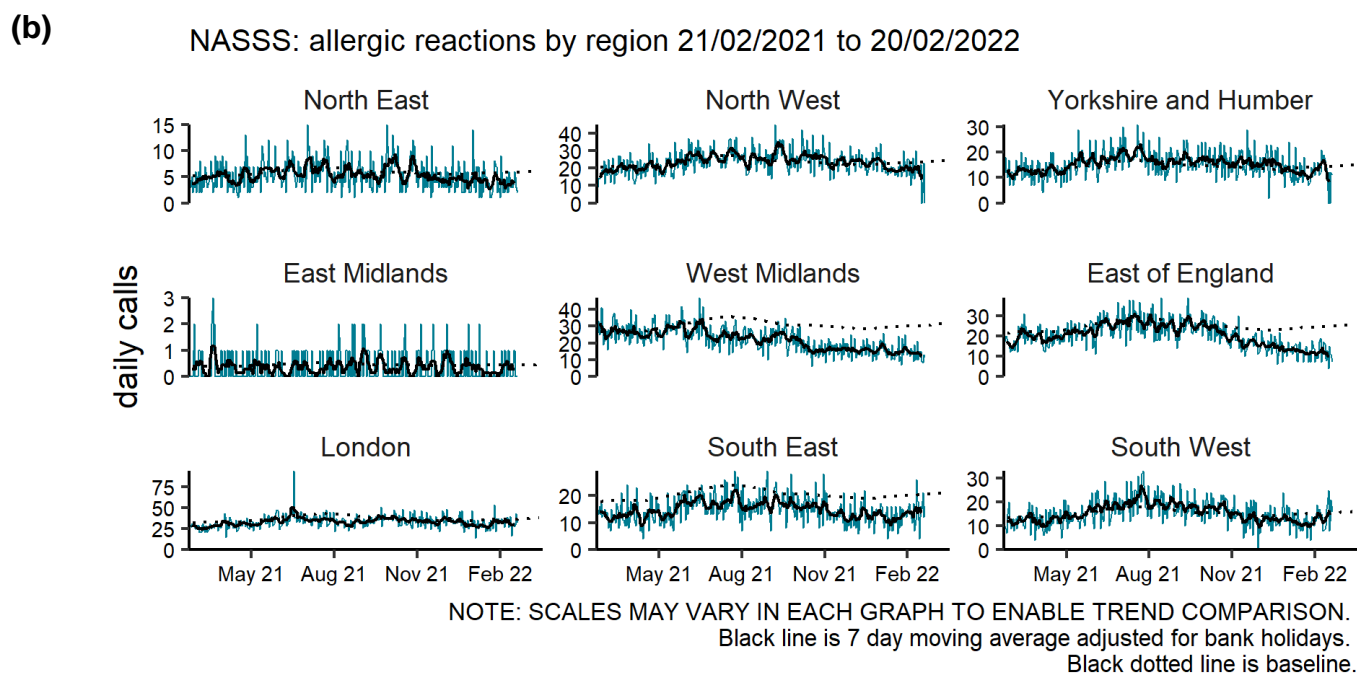 (b)
NASSS: allergic reactions by region 21/02/2021 to 20/02/2022
North East
North West
Yorkshire and Humber
15
10
5
0
40
30
20
10
0
30
20
10
0
daily calls
East Midlands
West Midlands
East of England
3
2
1
0
40
30
20
10
0
30
20
10
0
London
South East
South West
75
50
25
0
20
10
0
30
20
10
0
May 21 Aug 21 Nov 21 Feb 22
May 21 Aug 21 Nov 21 Feb 22
May 21 Aug 21 Nov 21 Feb 22
NOTE: SCALES MAY VARY IN EACH GRAPH TO ENABLE TREND COMPARISON.
Black line is 7 day moving average adjusted for bank holidays.
Black dotted line is baseline.